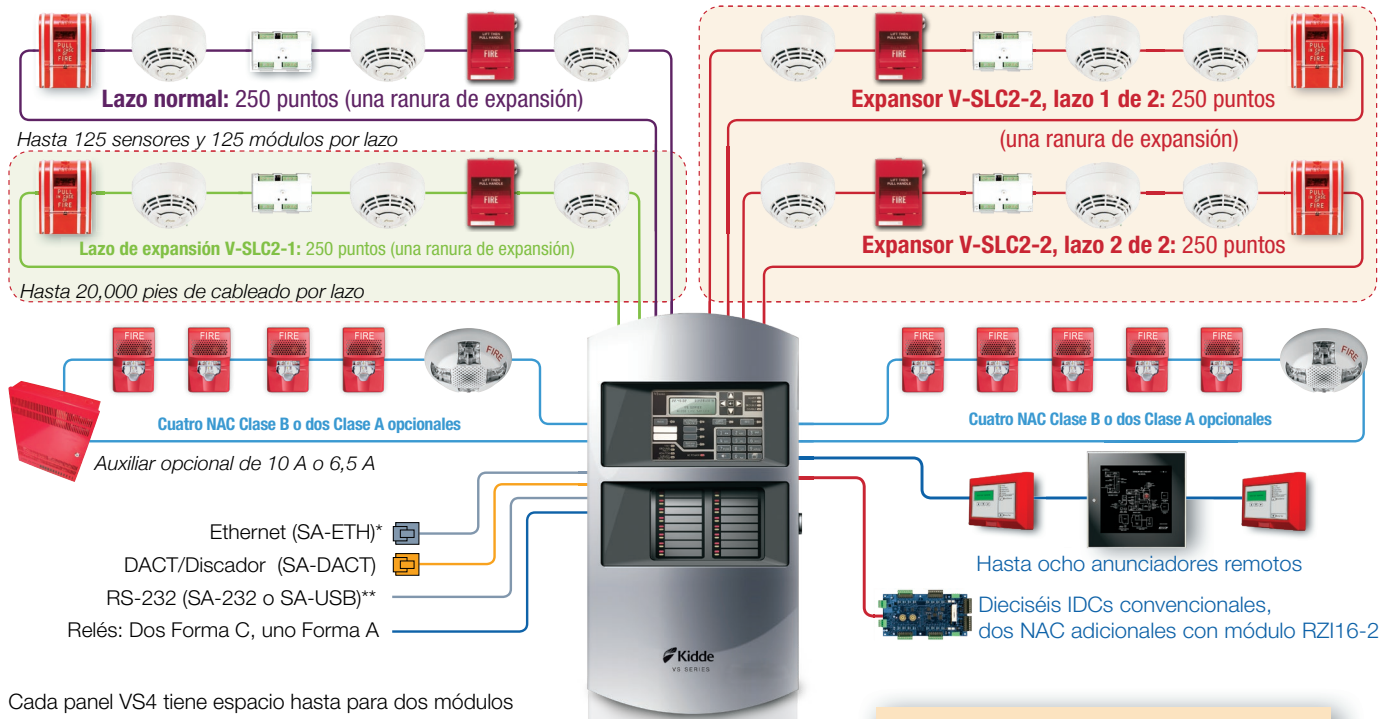 Lazo normal: 250 puntos (una ranura de expansión)
Hasta 125 sensores y 125 módulos por lazo
Lazo de expansión V-SLC2-1: 250 puntos (una ranura de expansión)
Hasta 20,000 pies de cableado por lazo
Expansor V-SLC2-2, lazo 1 de 2: 250 puntos
(una ranura de expansión)
Expansor V-SLC2-2, lazo 2 de 2: 250 puntos
FIRE
FIRE
FIRE
FIRE
FIRE
Cuatro NAC Clase B o dos Clase A opcionales
Auxiliar opcional de 10 A o 6,5 A
FIRE
FIRE
FIRE
FIRE
FIRE
FIRE
Cuatro NAC Clase B o dos Clase A opcionales
Ethernet (SA-ETH)*
DACT/Discador (SA-DACT)
RS-232 (SA-232 o SA-USB)**
Relés: Dos Forma C, uno Forma A
Hasta ocho anunciadores remotos
Dieciséis IDCs convencionales,
dos NAC adicionales con módulo RZI16-2
Kidde
VS SERIES
Cada panel VS4 tiene espacio hasta para dos módulos